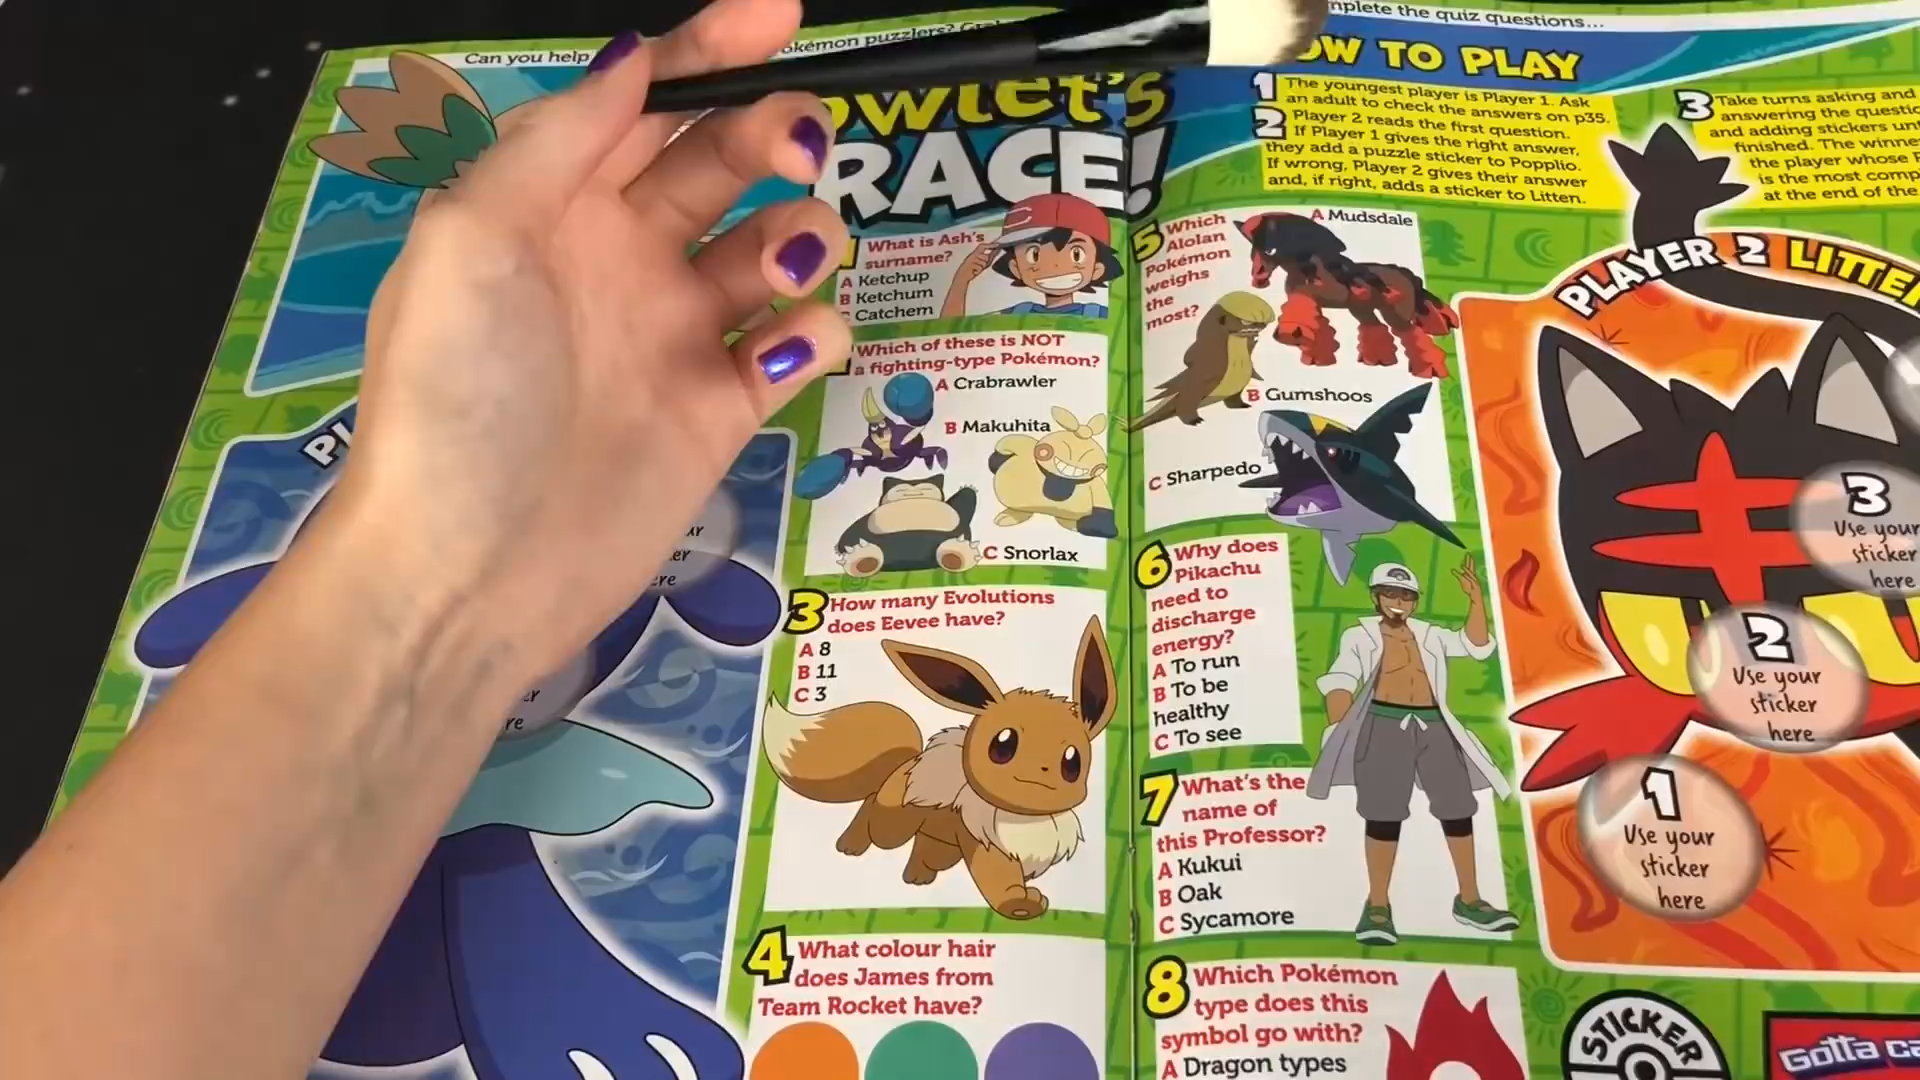 Can you help
okémon puzzlers?
mplete the quiz questions...
owlet's
RACE!
OW TO PLAY
1 The youngest player is Player 1. Ask
an adult to check the answers on p35.
2 Player 2 reads the first question.
If Player 1 gives the right answer,
they add a puzzle sticker to Popplio.
If wrong, Player 2 gives their answer
and, if right, adds a sticker to Litten.
3 Take turns asking and
answering the questio
and adding stickers unt
finished. The winne
the player whose P
is the most comp
at the end of the
What is Ash's
surname?
A Ketchup
B Ketchum
C Catchem
Which of these is NOT
a fighting-type Pokémon?
A Crabrawler
B Makuhita
C Snorlax
3 How many Evolutions
does Eevee have?
A 8
B 11
C 3
4 What colour hair
does James from
Team Rocket have?
5 Which
Alolan
Pokémon
weighs
the
most?
A Mudsdale
B Gumshoos
C Sharpedo
6 Why does
Pikachu
need to
discharge
energy?
A To run
B To be
healthy
C To see
7 What's the
name of
this Professor?
A Kukui
B Oak
C Sycamore
8 Which Pokémon
type does this
symbol go with?
A Dragon types
PLAYER 2 LITTE
3
Use your
sticker
here
2
Use your
sticker
here
1
Use your
sticker
here
STICKER
Gotta ca